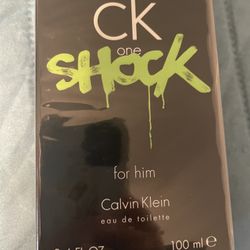 CK
one
SHOCK
for him
Calvin Klein
eau de toilette
100 ml e